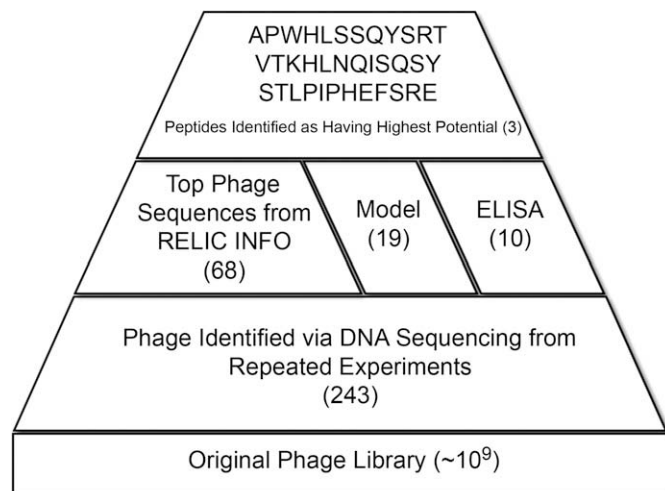 APWHLSSQYSRT
VTKHLNQISQSY
STLPIPHEFSRE
Peptides Identified as Having Highest Potential (3)
Top Phage
Sequences from
RELIC INFO
(68)
Model
(19)
ELISA
(10)
Phage Identified via DNA Sequencing from
Repeated Experiments
(243)
Original Phage Library (~10⁹)